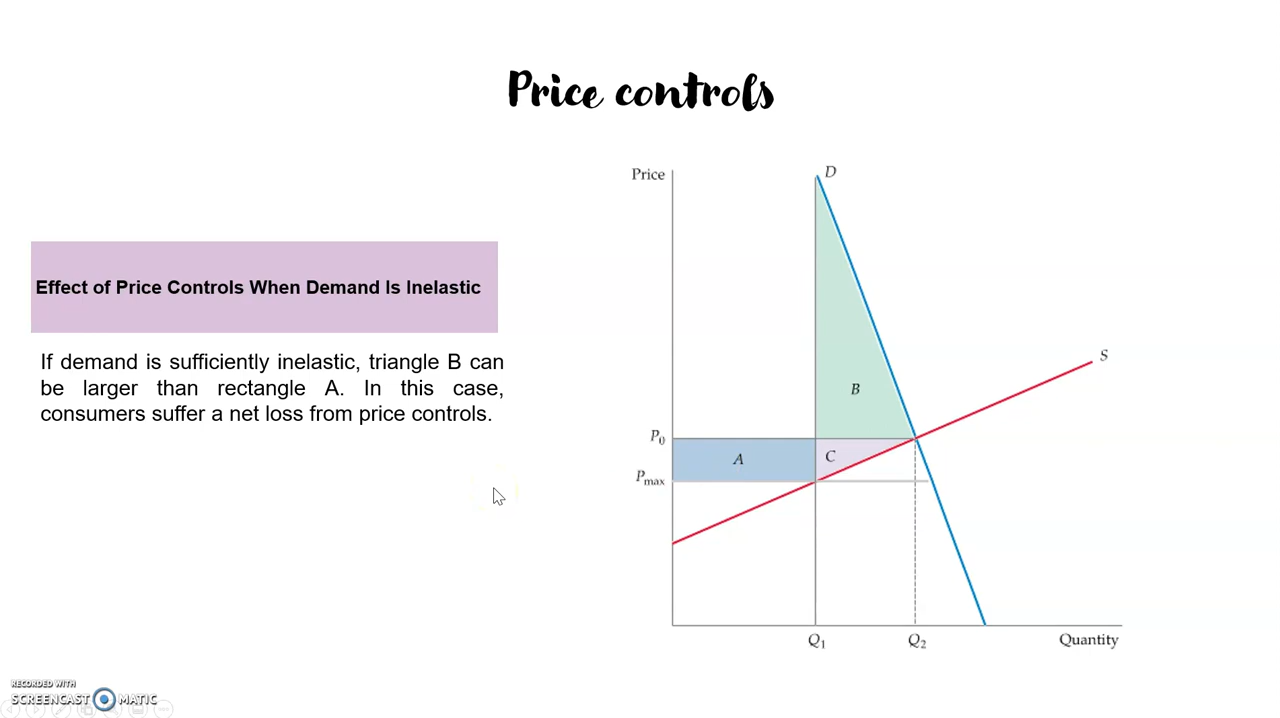 Price controls
Effect of Price Controls When Demand Is Inelastic
If demand is sufficiently inelastic, triangle B can
be larger than rectangle A. In this case,
consumers suffer a net loss from price controls.
Price
D
S
B
P0
A
C
Pmax
Q1
Q2
Quantity
RECORDED WITH
SCREENCAST MATIC